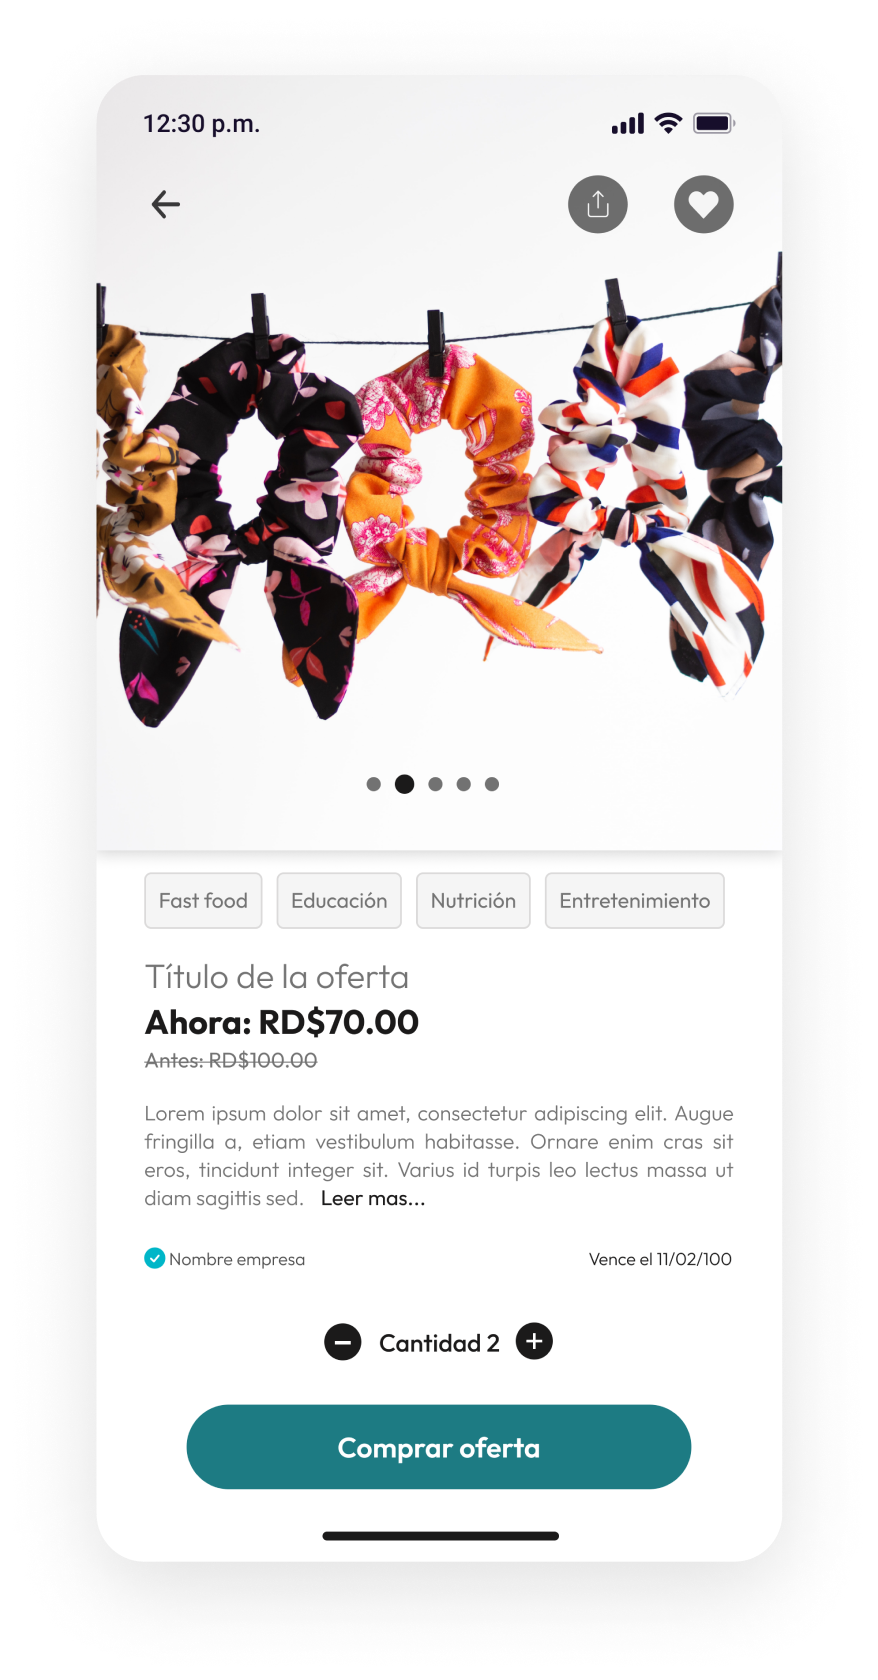 12:30 p.m.
Fast food Educación Nutrición Entretenimiento
Título de la oferta
Ahora: RD$70.00
Antes: RD$100.00
Lorem ipsum dolor sit amet, consectetur adipiscing elit. Augue
fringilla a, etiam vestibulum habitasse. Ornare enim cras sit
eros, tincidunt integer sit. Varius id turpis leo lectus massa ut
diam sagittis sed. Leer mas...
Nombre empresa Vence el 11/02/100
Cantidad 2
Comprar oferta